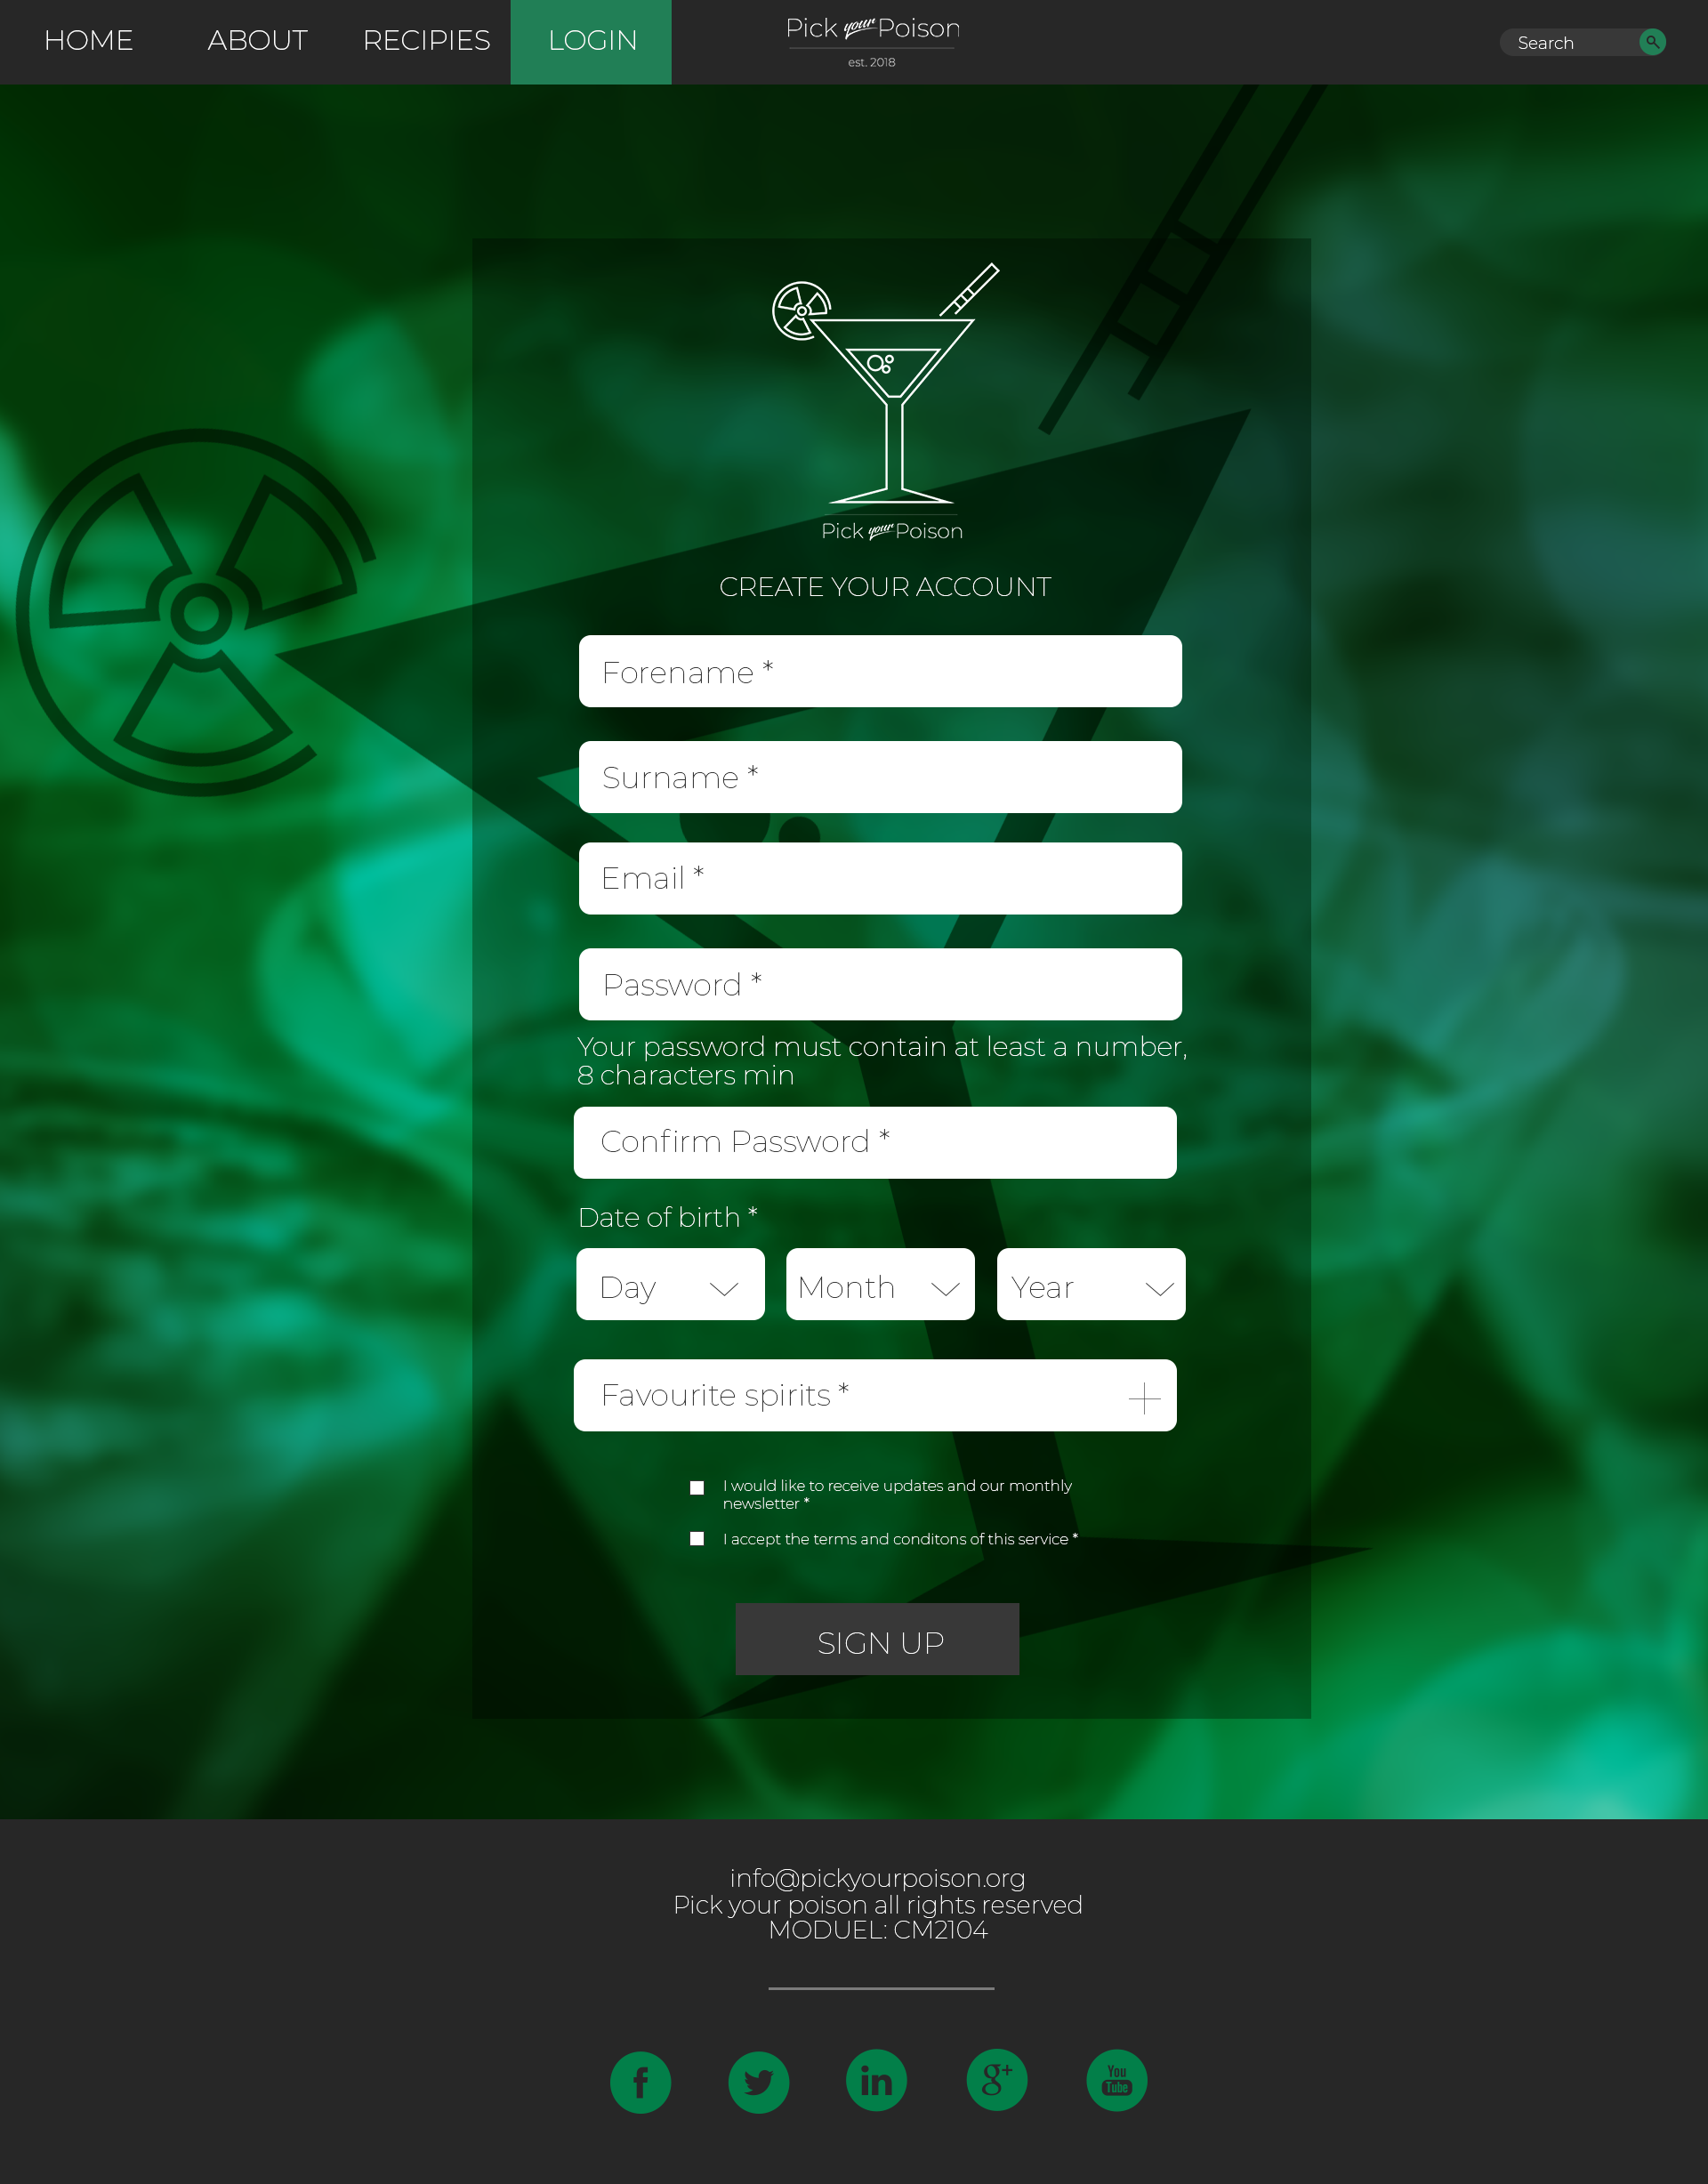 HOME ABOUT RECIPIES LOGIN Pick your Poison Search
est. 2018
Pick your Poison
CREATE YOUR ACCOUNT
Forename *
Surname *
Email *
Password *
Your password must contain at least a number,
8 characters min
Confirm Password *
Date of birth *
Day Month Year
Favourite spirits *
I would like to receive updates and our monthly
newsletter *
I accept the terms and conditons of this service *
SIGN UP
info@pickyourpoison.org
Pick your poison all rights reserved
MODUEL: CM2104
f in g+ You Tube